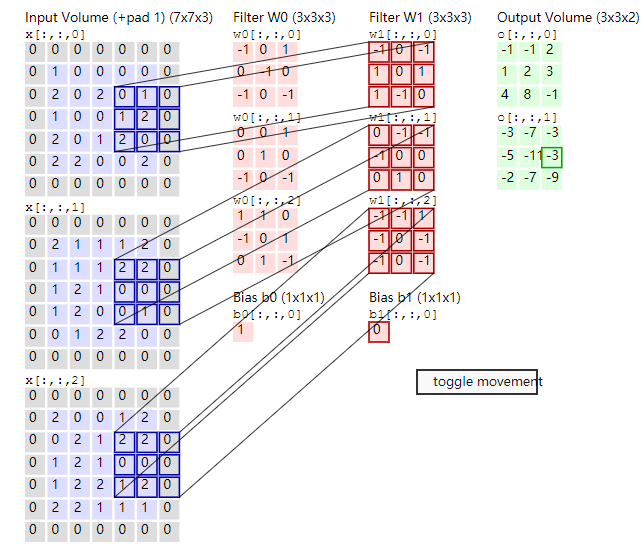 Input Volume (+pad 1) (7x7x3)
x[:,:,0]
0 0 0 0 0 0 0
0 1 0 0 0 0 0
0 2 0 2 0 1 0
0 1 0 0 1 2 0
0 2 0 1 2 0 0
0 2 2 0 0 2 0
0 0 0 0 0 0 0
x[:,:,1]
0 0 0 0 0 0 0
0 2 1 1 1 2 0
0 1 1 1 2 2 0
0 1 2 1 0 0 0
0 1 2 0 0 1 0
0 0 1 2 2 2 0
0 0 0 0 0 0 0
x[:,:,2]
0 0 0 0 0 0 0
0 2 0 0 1 2 0
0 0 2 1 2 2 0
0 1 2 1 0 0 0
0 1 2 2 1 2 0
0 2 2 1 1 1 0
0 0 0 0 0 0 0
Filter W0 (3x3x3)
w0[:,:,0]
-1 0 1
0 -1 0
-1 0 -1
w0[:,:,1]
0 0 1
0 1 0
-1 0 -1
w0[:,:,2]
1 1 0
-1 0 1
0 1 -1
Bias b0 (1x1x1)
b0[:,:,0]
1
Filter W1 (3x3x3)
w1[:,:,0]
-1 0 -1
1 0 1
1 -1 0
w1[:,:,1]
0 -1 -1
-1 0 0
0 1 0
w1[:,:,2]
-1 -1 1
-1 0 -1
-1 0 -1
Bias b1 (1x1x1)
b1[:,:,0]
0
Output Volume (3x3x2)
o[:,:,0]
-1 -1 2
1 2 3
4 8 -1
o[:,:,1]
-3 -7 -3
-5 -11 -3
-2 -7 -9
toggle movement